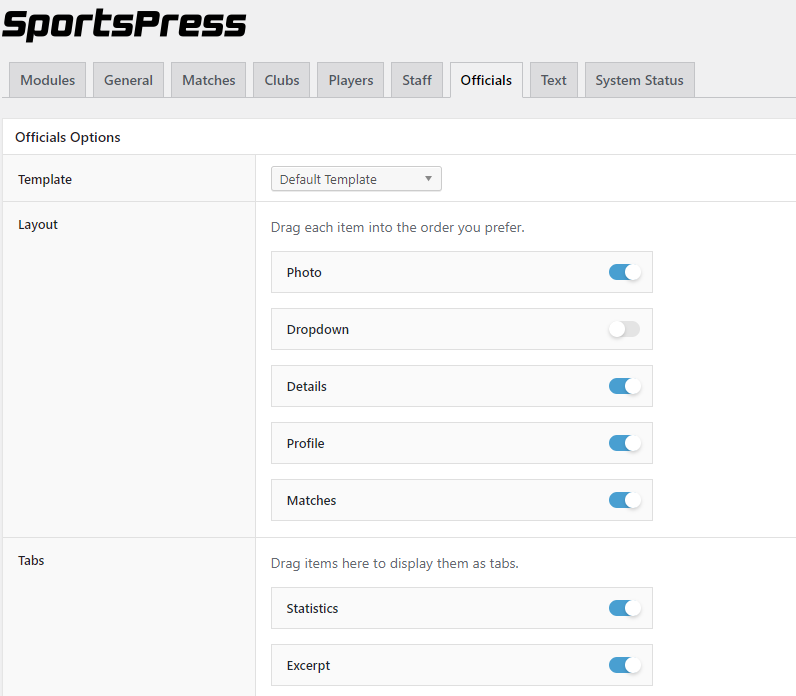 SportsPress
Modules General Matches Clubs Players Staff Officials Text System Status
Officials Options
Template Default Template
Layout Drag each item into the order you prefer.
Photo
Dropdown
Details
Profile
Matches
Tabs Drag items here to display them as tabs.
Statistics
Excerpt